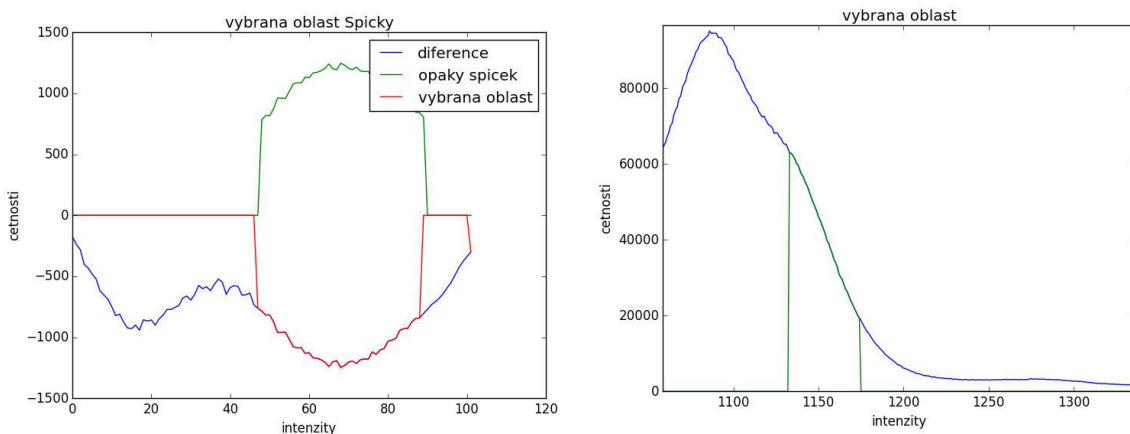 vybrana oblast Spicky
1500
1000
500
0
−500
−1000
−1500
cetnosti
diference
opaky spicek
vybrana oblast
0
20
40
60
80
100
120
intenzity
vybrana oblast
80000
60000
40000
20000
0
cetnosti
1100
1150
1200
1250
1300
intenzity